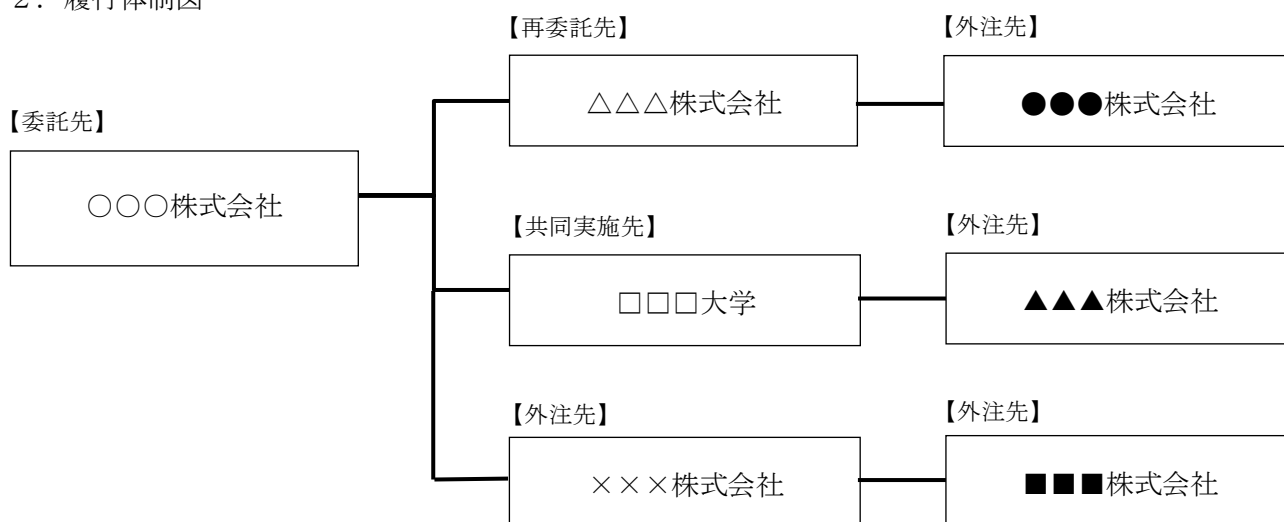 ２．履行体制図
【再委託先】
【外注先】
△△△株式会社
●●●株式会社
【委託先】
○○○株式会社
【共同実施先】
【外注先】
□□□大学
▲▲▲株式会社
【外注先】
【外注先】
×××株式会社
■■■株式会社